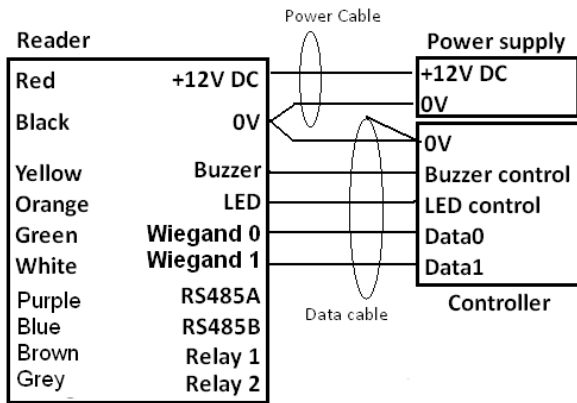 Power Cable
Reader
Power supply
Red +12V DC
+12V DC
Black 0V
0V
0V
Yellow Buzzer
Buzzer control
Orange LED
LED control
Green Wiegand 0
Data0
White Wiegand 1
Data1
Purple RS485A
Blue RS485B
Brown Relay 1
Grey Relay 2
Data cable
Controller